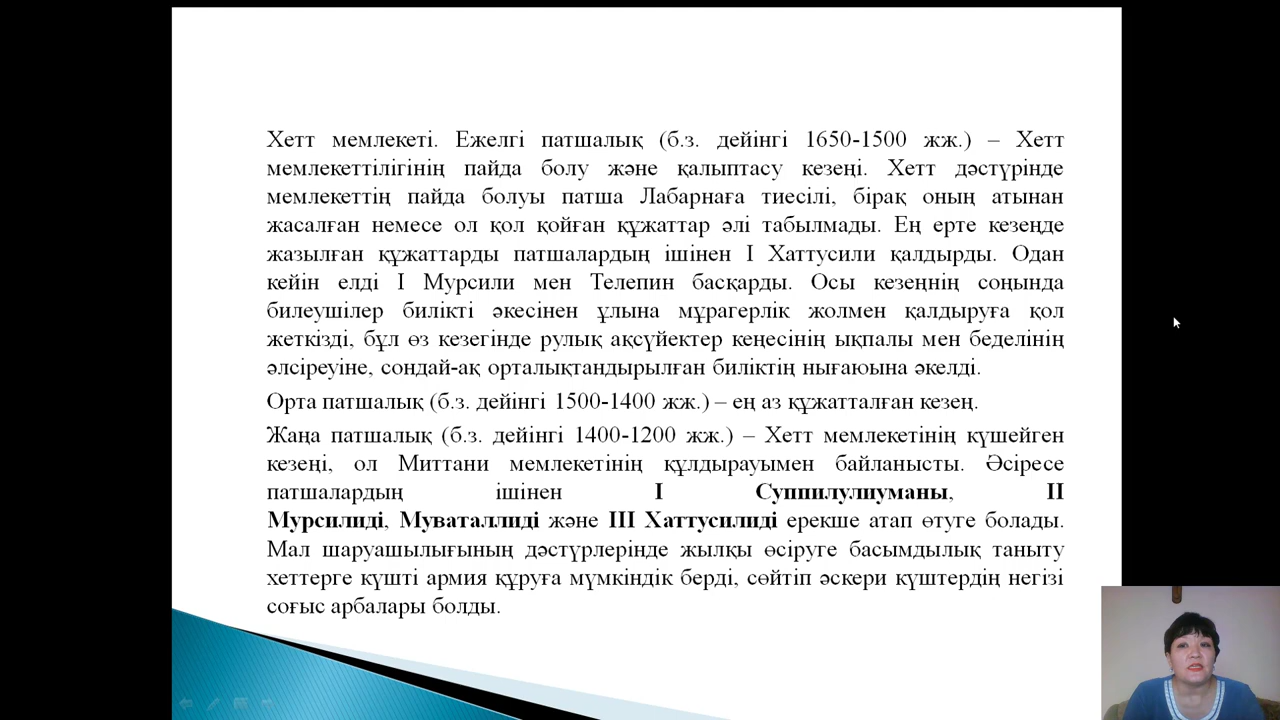 Хетт мемлекеті. Ежелгі патшалық (б.з. дейінгі 1650-1500 жж.) – Хетт
мемлекеттілігінің пайда болу және қалыптасу кезеңі. Хетт дәстүрінде
мемлекеттің пайда болуы патша Лабарнаға тиесілі, бірақ оның атынан
жасалған немесе ол қол қойған құжаттар әлі табылмады. Ең ерте кезеңде
жазылған құжаттарды патшалардың ішінен I Хаттусили қалдырды. Одан
кейін елді I Мурсили мен Телепин басқарды. Осы кезеңнің соңында
билеушілер билікті әкесінен ұлына мұрагерлік жолмен қалдыруға қол
жеткізді, бұл өз кезегінде рулық ақсүйектер кеңесінің ықпалы мен беделінің
әлсіреуіне, сондай-ақ орталықтандырылған биліктің нығаюына әкелді.
Орта патшалық (б.з. дейінгі 1500-1400 жж.) – ең аз құжатталған кезең.
Жаңа патшалық (б.з. дейінгі 1400-1200 жж.) – Хетт мемлекетінің күшейген
кезеңі, ол Миттани мемлекетінің құлдырауымен байланысты. Әсіресе
патшалардың ішінен I Суппилулиуманы, II
Мурсилиді, Муваталлиді және III Хаттусилиді ерекше атап өтуге болады.
Мал шаруашылығының дәстүрлерінде жылқы өсіруге басымдылық таныту
хеттерге күшті армия құруға мүмкіндік берді, сөйтіп әскери күштердің негізі
соғыс арбалары болды.